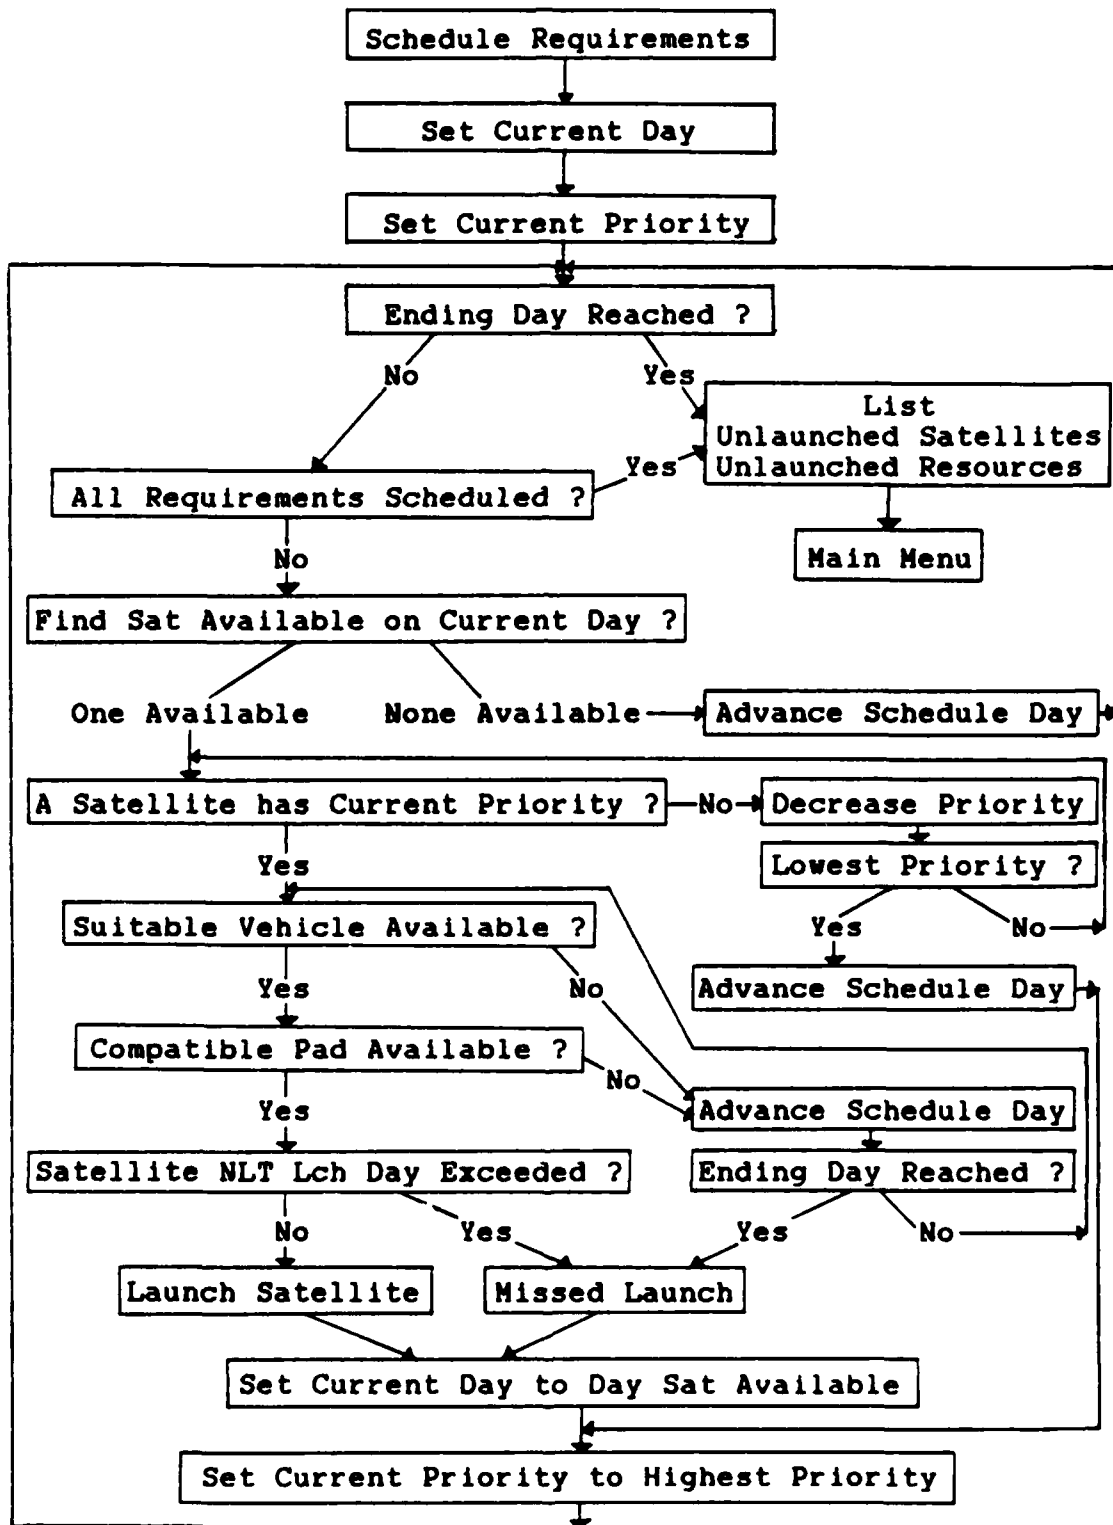 Schedule Requirements
Set Current Day
Set Current Priority
Ending Day Reached ?
No
Yes
List
Unlaunched Satellites
Unlaunched Resources
Yes
All Requirements Scheduled ?
No
Main Menu
Find Sat Available on Current Day ?
One Available
None Available
Advance Schedule Day
A Satellite has Current Priority ?
No
Decrease Priority
Yes
Lowest Priority ?
Suitable Vehicle Available ?
Yes
No
Yes
No
Advance Schedule Day
Compatible Pad Available ?
No
Yes
Advance Schedule Day
Satellite NLT Lch Day Exceeded ?
Ending Day Reached ?
No
Yes
Yes
No
Launch Satellite
Missed Launch
Set Current Day to Day Sat Available
Set Current Priority to Highest Priority